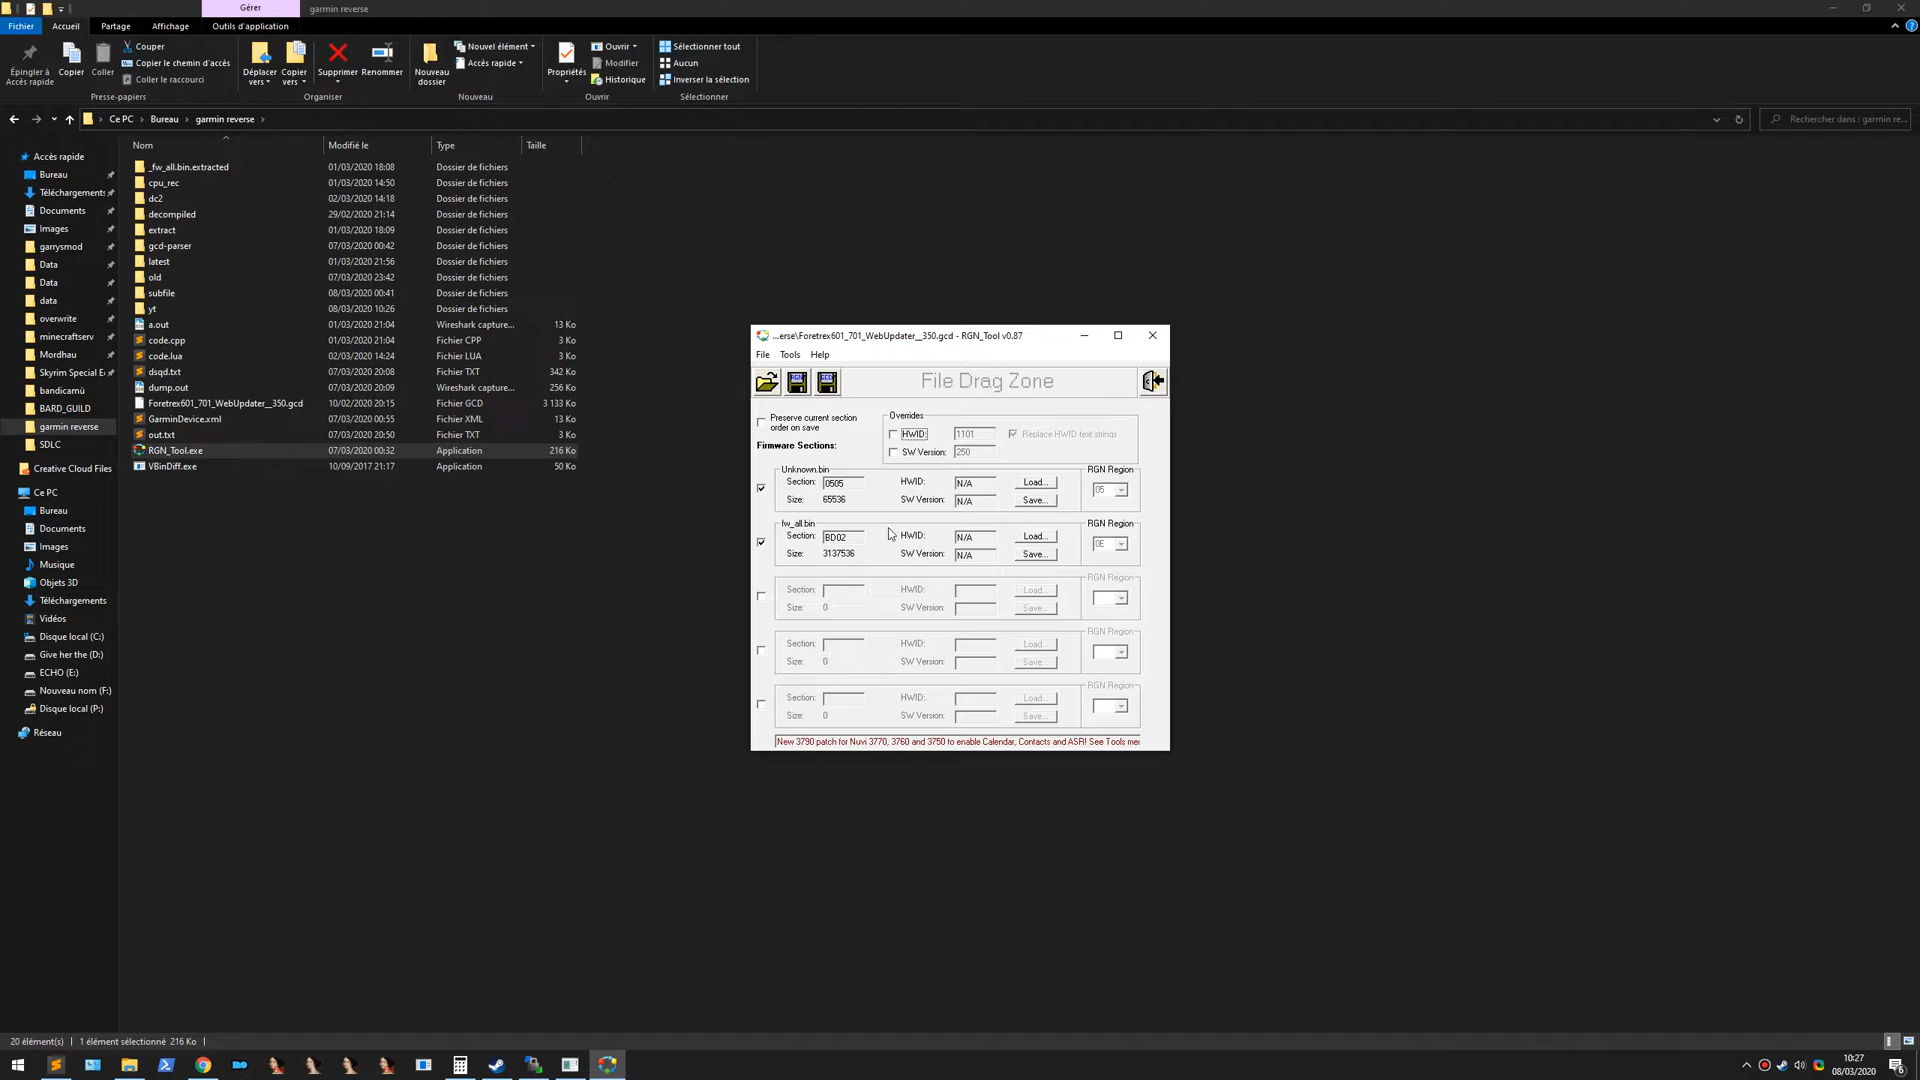 Gérer
garmin reverse
Fichier
Accueil
Partage
Affichage
Outils d'application
Épingler à
Accès rapide
Copier
Coller
Couper
Copier le chemin d'accès
Coller le raccourci
Presse-papiers
Déplacer
vers
Copier
vers
Supprimer
Renommer
Organiser
Nouveau
dossier
Nouvel élément
Accès rapide
Nouveau
Propriétés
Ouvrir
Modifier
Historique
Ouvrir
Sélectionner tout
Aucun
Inverser la sélection
Sélectionner
Ce PC
Bureau
garmin reverse
Rechercher dans : garmin re...
Nom
Modifié le
Type
Taille
Accès rapide
Bureau
Téléchargements
Documents
Images
garrysmod
Data
Data
data
overwrite
minecraftserv
Mordhau
Skyrim Special E
bandicamù
BARD_GUILD
garmin reverse
SDLC
Creative Cloud Files
Ce PC
Bureau
Documents
Images
Musique
Objets 3D
Téléchargements
Vidéos
Disque local (C:)
Give her the (D:)
ECHO (E:)
Nouveau nom (F:)
Disque local (P:)
Réseau
_fw_all.bin.extracted 01/03/2020 18:08 Dossier de fichiers
cpu_rec 01/03/2020 14:50 Dossier de fichiers
dc2 02/03/2020 14:18 Dossier de fichiers
decompiled 29/02/2020 21:14 Dossier de fichiers
extract 01/03/2020 18:09 Dossier de fichiers
gcd-parser 07/03/2020 00:42 Dossier de fichiers
latest 01/03/2020 21:56 Dossier de fichiers
old 07/03/2020 23:42 Dossier de fichiers
subfile 08/03/2020 00:41 Dossier de fichiers
yt 08/03/2020 10:26 Dossier de fichiers
a.out 01/03/2020 21:04 Wireshark capture... 13 Ko
code.cpp 01/03/2020 21:04 Fichier CPP 3 Ko
code.lua 02/03/2020 14:24 Fichier LUA 3 Ko
dsqd.txt 07/03/2020 20:08 Fichier TXT 342 Ko
dump.out 07/03/2020 20:09 Wireshark capture... 256 Ko
Foretrex601_701_WebUpdater__350.gcd 10/02/2020 20:15 Fichier GCD 3 133 Ko
GarminDevice.xml 07/03/2020 00:55 Fichier XML 13 Ko
out.txt 07/03/2020 20:50 Fichier TXT 3 Ko
RGN_Tool.exe 07/03/2020 00:32 Application 216 Ko
VBinDiff.exe 10/09/2017 21:17 Application 50 Ko
...erse\Foretrex601_701_WebUpdater__350.gcd - RGN_Tool v0.87
File Tools Help
RGN
GCD
File Drag Zone
Preserve current section
order on save
Firmware Sections:
Overrides
HWID: 1101
Replace HWID text strings
SW Version: 250
Unknown.bin
Section: 0505
HWID: N/A
Load...
Size: 65536
SW Version: N/A
Save...
RGN Region
05
fw_all.bin
Section: BD02
HWID: N/A
Load...
Size: 3137536
SW Version: N/A
Save...
RGN Region
0E
Section:
HWID:
Load...
Size: 0
SW Version:
Save...
RGN Region
Section:
HWID:
Load...
Size: 0
SW Version:
Save...
RGN Region
Section:
HWID:
Load...
Size: 0
SW Version:
Save...
RGN Region
New 3790 patch for Nuvi 3770, 3760 and 3750 to enable Calendar, Contacts and ASR! See Tools me
20 élément(s)
1 élément sélectionné 216 Ko
10:27
08/03/2020
6